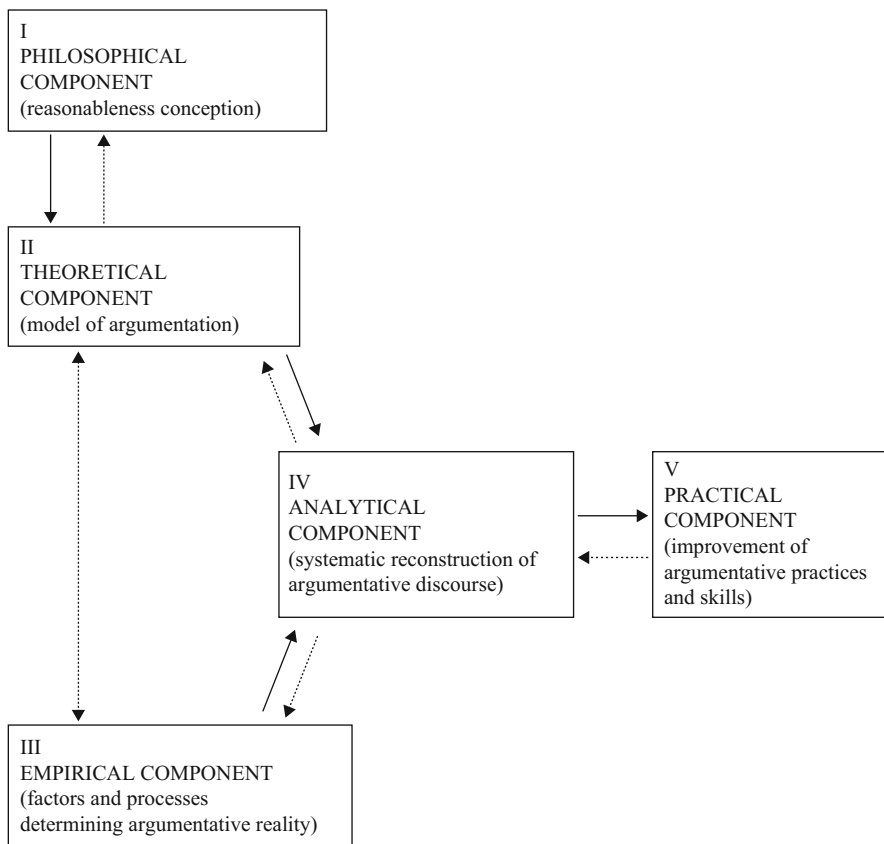 I
PHILOSOPHICAL
COMPONENT
(reasonableness conception)
II
THEORETICAL
COMPONENT
(model of argumentation)
IV
ANALYTICAL
COMPONENT
(systematic reconstruction of
argumentative discourse)
V
PRACTICAL
COMPONENT
(improvement of
argumentative practices
and skills)
III
EMPIRICAL COMPONENT
(factors and processes
determining argumentative reality)